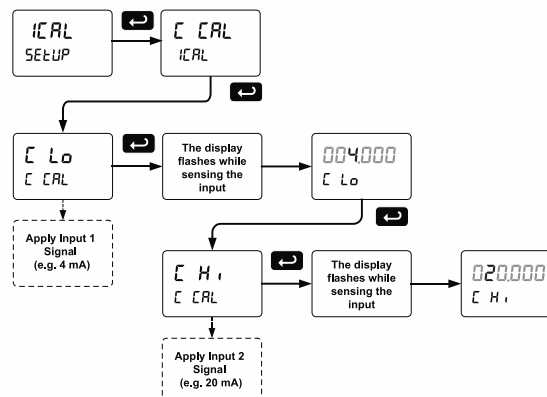 ICAL
SEtUP
C CAL
ICAL
C Lo
C CAL
The display
flashes while
sensing the
input
004.000
C Lo
Apply Input 1
Signal
(e.g. 4 mA)
C Hi
C CAL
The display
flashes while
sensing the
input
020.000
C Hi
Apply Input 2
Signal
(e.g. 20 mA)